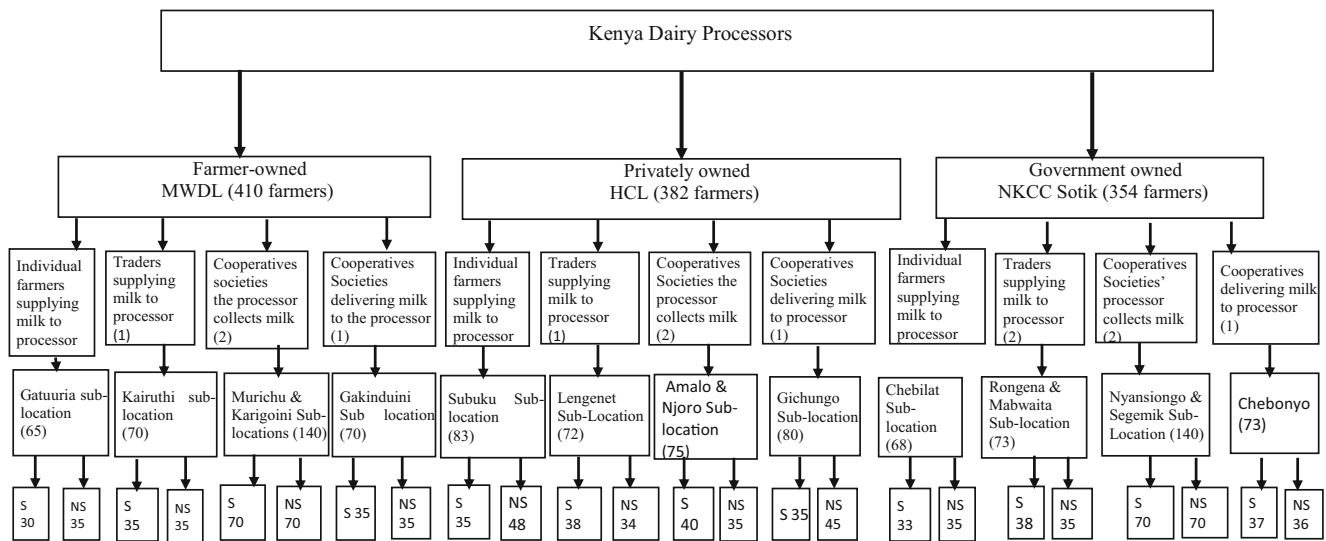 Kenya Dairy Processors
Farmer-owned
MWDL (410 farmers)
Privately owned
HCL (382 farmers)
Government owned
NKCC Sotik (354 farmers)
Individual
farmers
supplying
milk to
processor
Traders
supplying
milk to
processor
(1)
Cooperatives
societies
the processor
collects milk
(2)
Cooperatives
Societies
delivering milk
to the processor
(1)
Individual
farmers
supplying
milk to
processor
Traders
supplying
milk to
processor
(1)
Cooperatives
Societies the
processor
collects milk
(2)
Cooperatives
Societies
delivering milk
to processor
(1)
Individual
farmers
supplying
milk to
processor
Traders
supplying
milk to
processor
(2)
Cooperatives
Societies'
processor
collects milk
(2)
Cooperatives
delivering milk
to processor
(1)
Gatuuria sub-
location
(65)
Kairuthi sub-
location
(70)
Murichu &
Karigoini Sub-
locations (140)
Gakinduini
Sub location
(70)
Subuku Sub-
location
(83)
Lengenet
Sub-Location
(72)
Amalo &
Njoro Sub-
location
(75)
Gichungo
Sub-location
(80)
Chebilat
Sub-
location
(68)
Rongena &
Mabwaita
Sub-location
(73)
Nyansiongo
& Segemik Sub-
Location (140)
Chebonyo
(73)
S
30
NS
35
S
35
NS
35
S
70
NS
70
S 35
NS
35
S
35
NS
48
S
38
NS
34
S
40
NS
35
S 35
NS
45
S
33
NS
35
S
38
NS
35
S
70
NS
70
S
37
NS
36